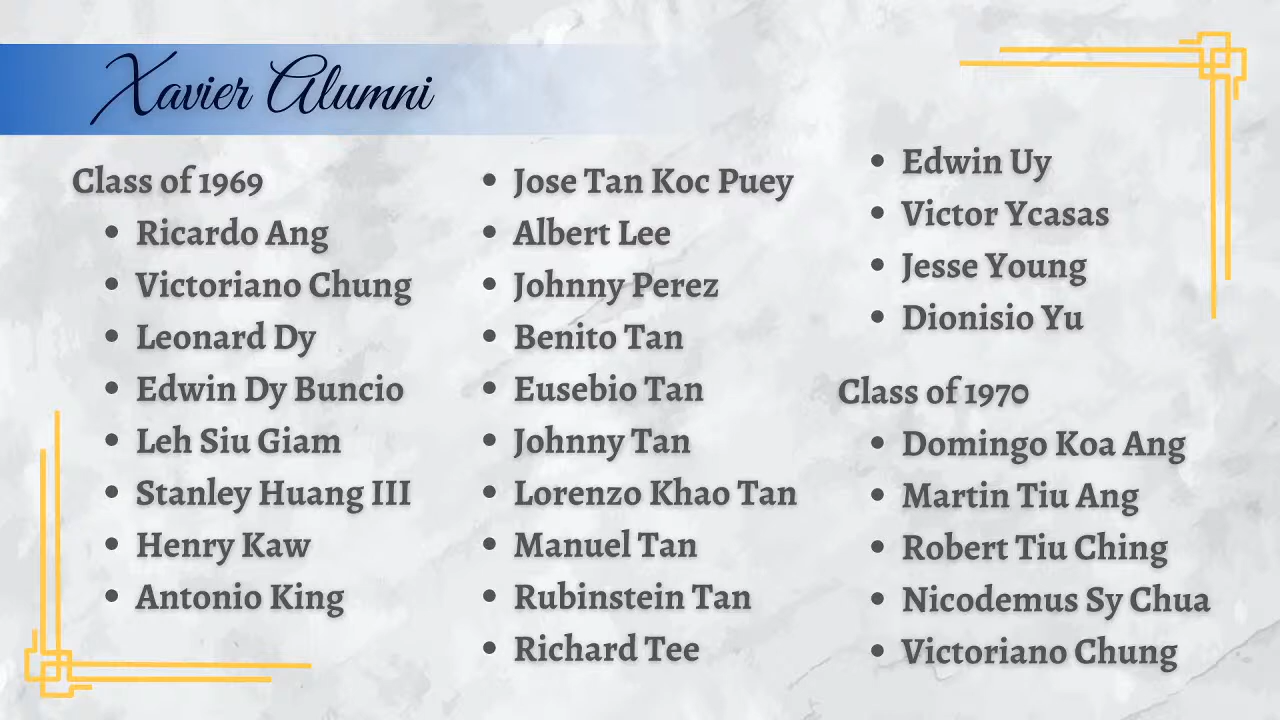 Xavier Alumni
Class of 1969
• Ricardo Ang
• Victoriano Chung
• Leonard Dy
• Edwin Dy Buncio
• Leh Siu Giam
• Stanley Huang III
• Henry Kaw
• Antonio King
• Jose Tan Koc Puey
• Albert Lee
• Johnny Perez
• Benito Tan
• Eusebio Tan
• Johnny Tan
• Lorenzo Khao Tan
• Manuel Tan
• Rubinstein Tan
• Richard Tee
• Edwin Uy
• Victor Ycasas
• Jesse Young
• Dionisio Yu
Class of 1970
• Domingo Koa Ang
• Martin Tiu Ang
• Robert Tiu Ching
• Nicodemus Sy Chua
• Victoriano Chung